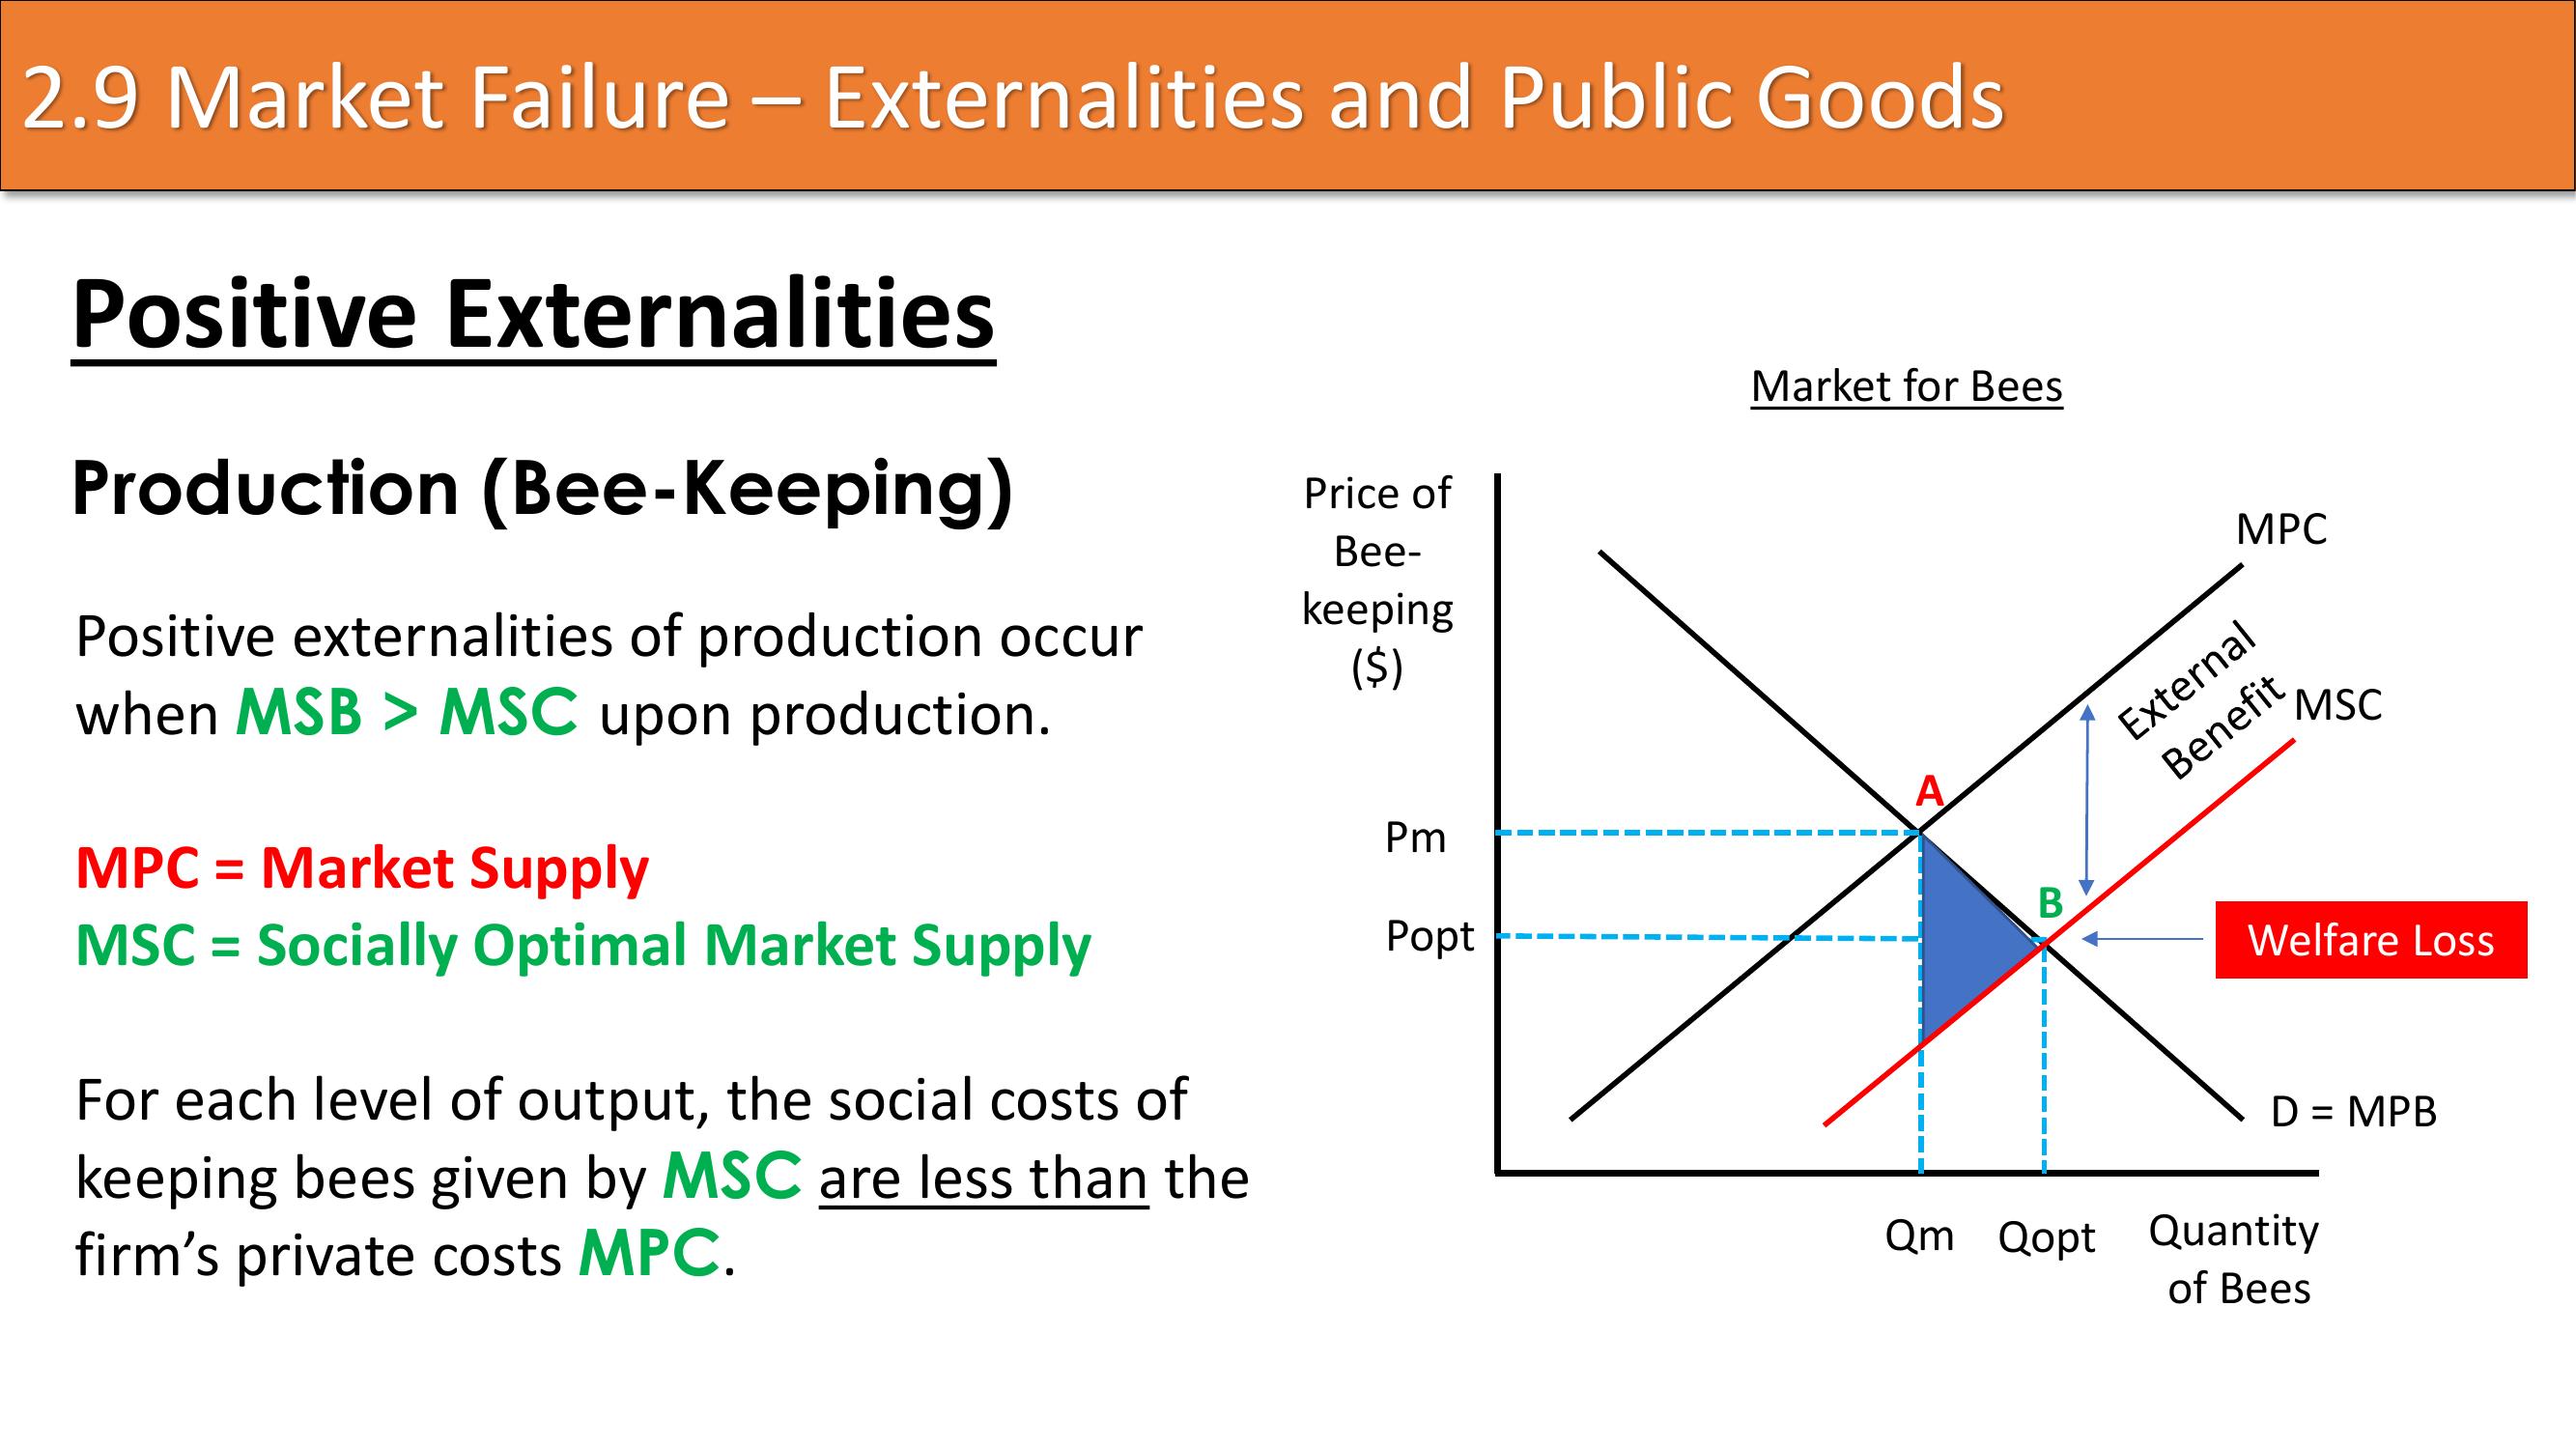 2.9 Market Failure – Externalities and Public Goods
Positive Externalities
Production (Bee-Keeping)
Positive externalities of production occur
when MSB > MSC upon production.
MPC = Market Supply
MSC = Socially Optimal Market Supply
For each level of output, the social costs of
keeping bees given by MSC are less than the
firm’s private costs MPC.
Market for Bees
Price of
Bee-
keeping
($)
MPC
External
Benefit
MSC
A
Pm
B
Popt
Welfare Loss
D = MPB
Qm
Qopt
Quantity
of Bees